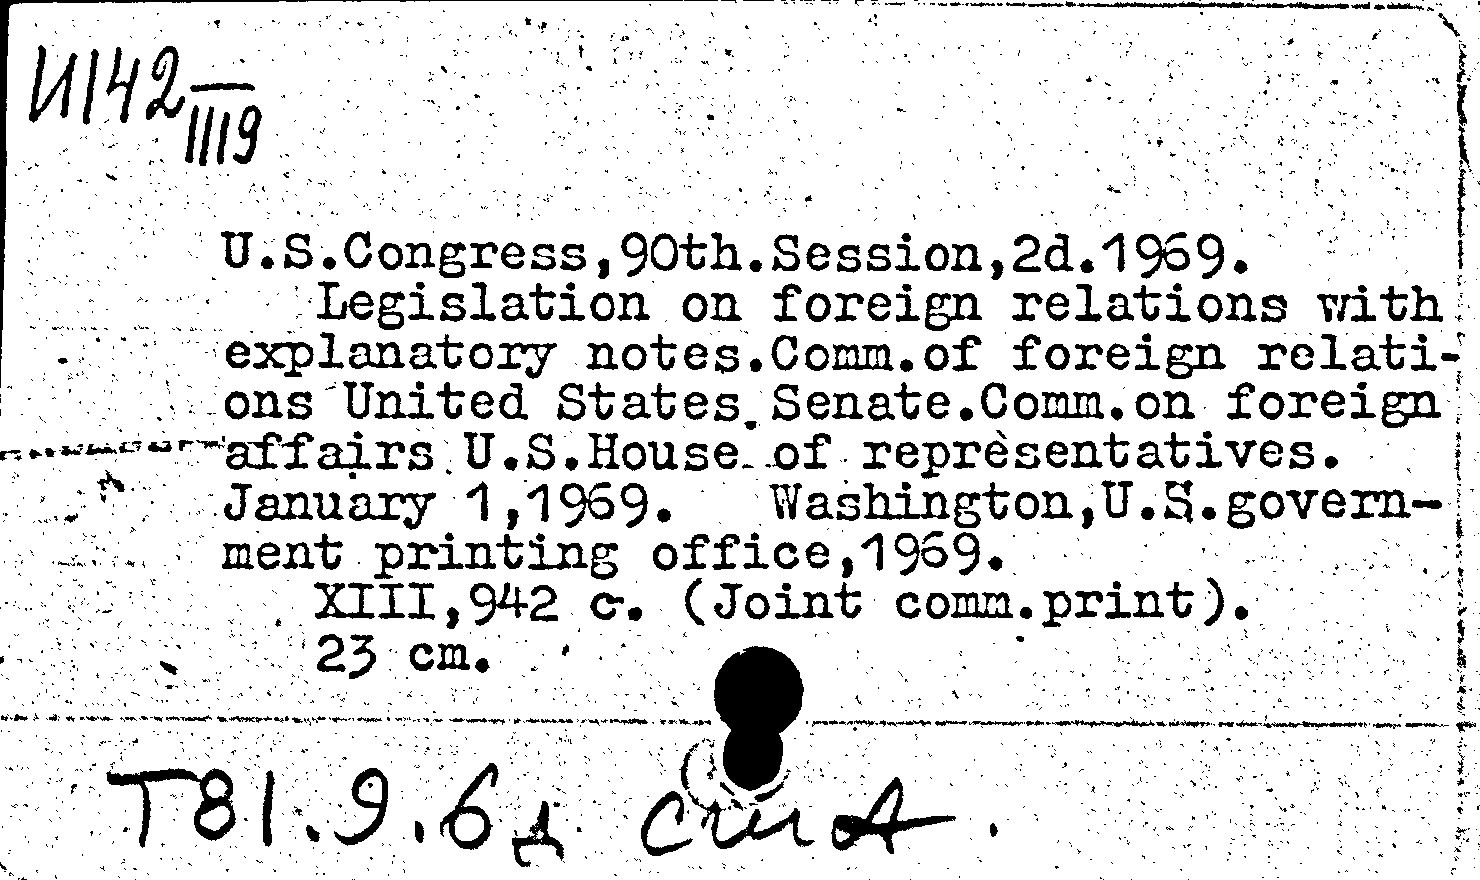 И142
1119
U.S.Congress,90th.Session,2d.1969.
Legislation on foreign relations with
explanatory notes.Comm.of foreign relati-
ons United States Senate.Comm.on foreign
affairs U.S.House of representatives.
January 1,1969. Washington,U.S.govern-
ment printing office,1969.
XIII,942 c. (Joint comm.print).
23 cm.
Т81.9.6д